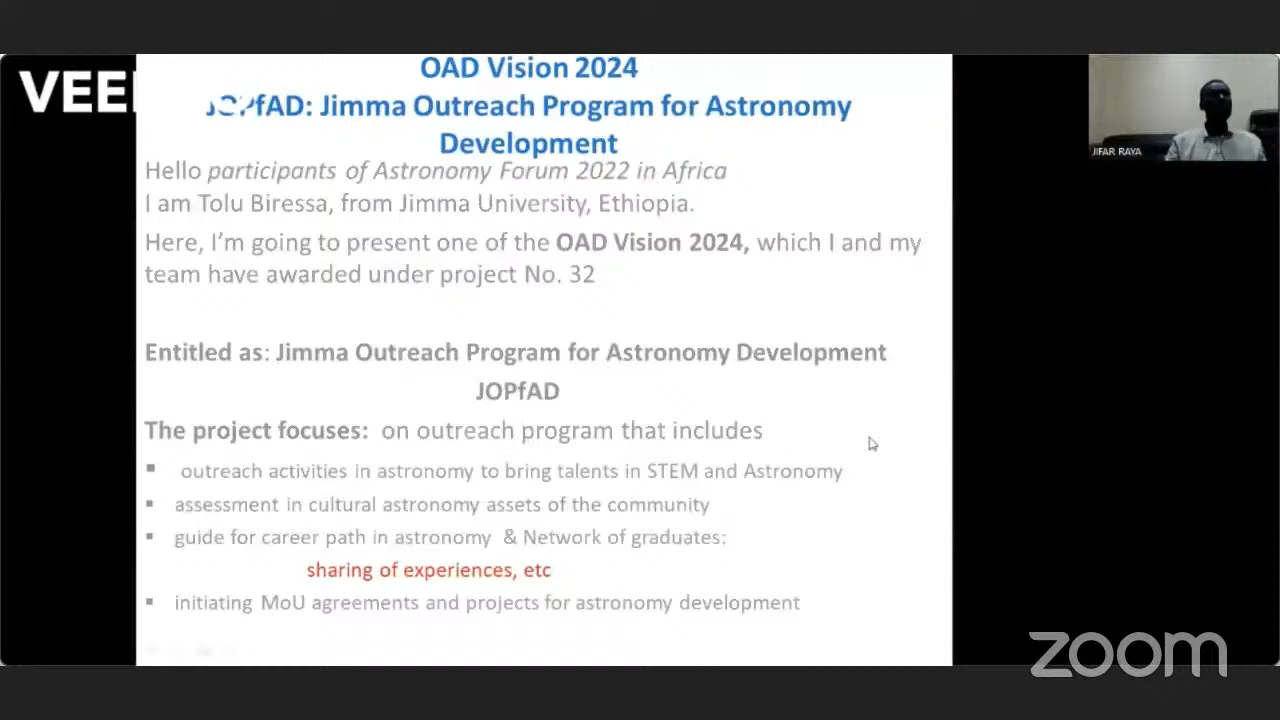 OAD Vision 2024
JOPfAD: Jimma Outreach Program for Astronomy
Development
Hello participants of Astronomy Forum 2022 in Africa
I am Tolu Biressa, from Jimma University, Ethiopia.
Here, I'm going to present one of the OAD Vision 2024, which I and my
team have awarded under project No. 32
Entitled as: Jimma Outreach Program for Astronomy Development
JOPfAD
The project focuses: on outreach program that includes
▪ outreach activities in astronomy to bring talents in STEM and Astronomy
▪ assessment in cultural astronomy assets of the community
▪ guide for career path in astronomy & Network of graduates:
sharing of experiences, etc
▪ initiating MoU agreements and projects for astronomy development
JIFAR RAYA
zoom